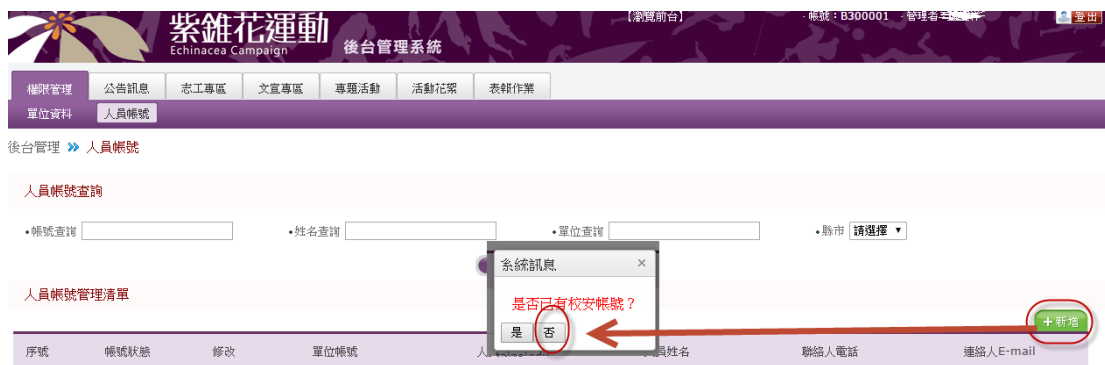 【瀏覽前台】 ‧帳號：B300001 ‧管理者 登出
紫錐花運動 後台管理系統
Echinacea Campaign
權限管理 公告訊息 志工專區 文宣專區 專題活動 活動花絮 表報作業
單位資料 人員帳號
後台管理 人員帳號
人員帳號查詢
•帳號查詢 •姓名查詢 •單位查詢 •縣市 請選擇 ▼
系統訊息 ×
是否已有校安帳號？
是 否
人員帳號管理清單
+新增
序號 帳號狀態 修改 單位帳號 員姓名 聯絡人電話 連絡人E-mail